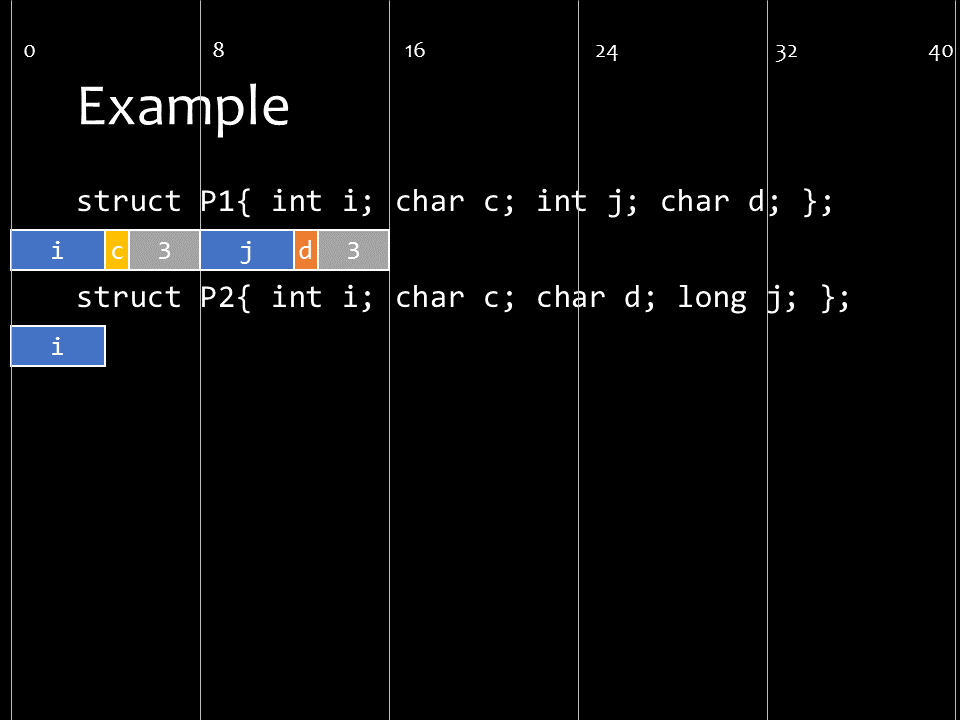 0 8 16 24 32 40
Example
struct P1{ int i; char c; int j; char d; };
i c 3 j d 3
struct P2{ int i; char c; char d; long j; };
i